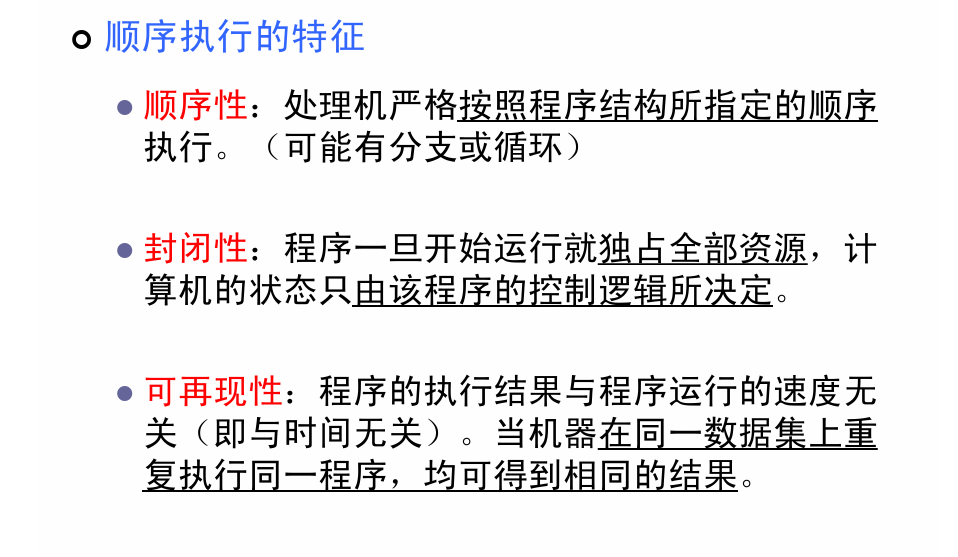 顺序执行的特征
顺序性：处理机严格按照程序结构所指定的顺序
执行。（可能有分支或循环）
封闭性：程序一旦开始运行就独占全部资源，计
算机的状态只由该程序的控制逻辑所决定。
可再现性：程序的执行结果与程序运行的速度无
关（即与时间无关）。当机器在同一数据集上重
复执行同一程序，均可得到相同的结果。